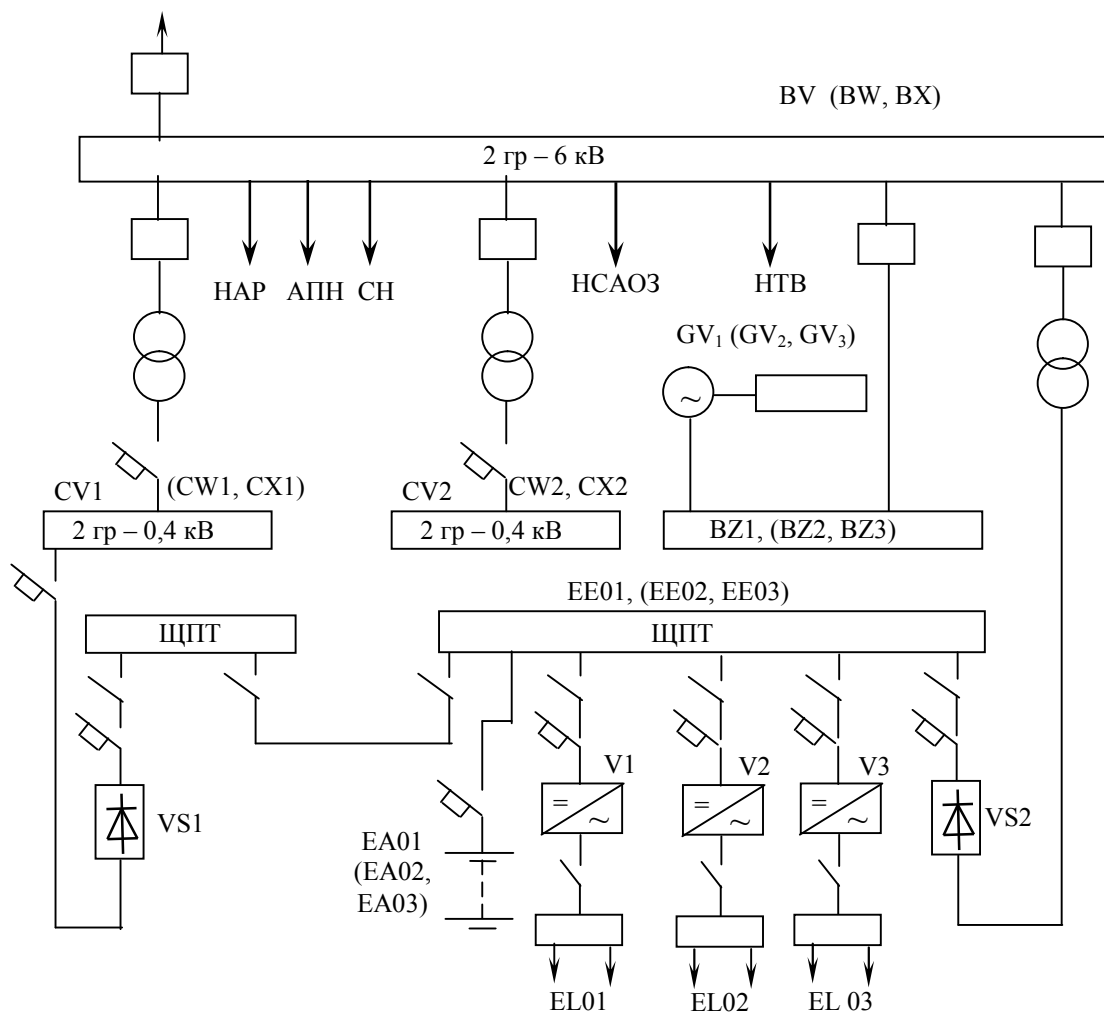 BV (BW, BX)
2 гр – 6 кВ
НАР АПН СН
НСАОЗ
НТВ
GV₁ (GV₂, GV₃)
~
CV1
(CW1, CX1)
CV2
CW2, CX2
2 гр – 0,4 кВ
2 гр – 0,4 кВ
BZ1, (BZ2, BZ3)
EE01, (EE02, EE03)
ЩПТ
ЩПТ
V1
V2
V3
= ~
= ~
= ~
VS1
VS2
EA01
(EA02,
EA03)
EL01
EL02
EL 03